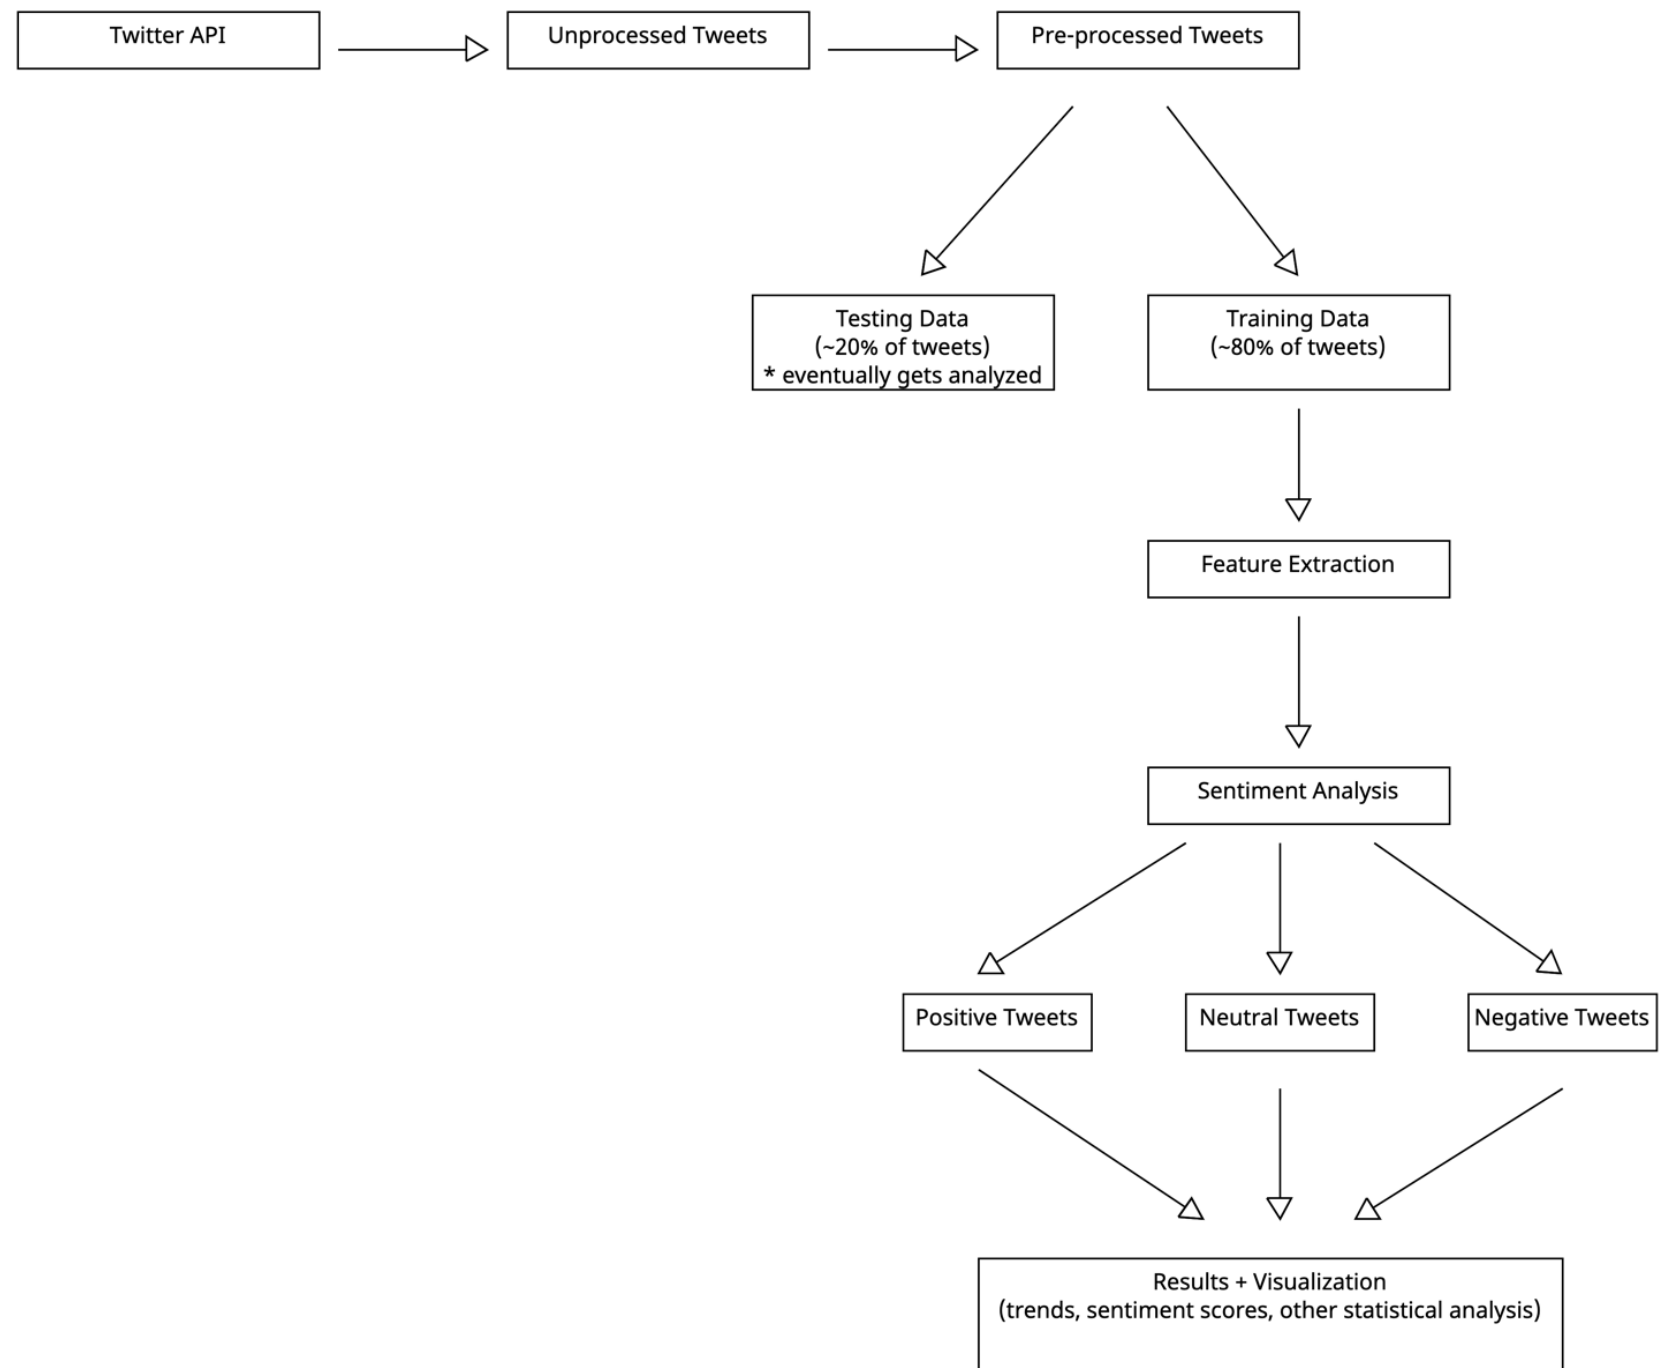 Twitter API
Unprocessed Tweets
Pre-processed Tweets
Testing Data
(~20% of tweets)
* eventually gets analyzed
Training Data
(~80% of tweets)
Feature Extraction
Sentiment Analysis
Positive Tweets
Neutral Tweets
Negative Tweets
Results + Visualization
(trends, sentiment scores, other statistical analysis)